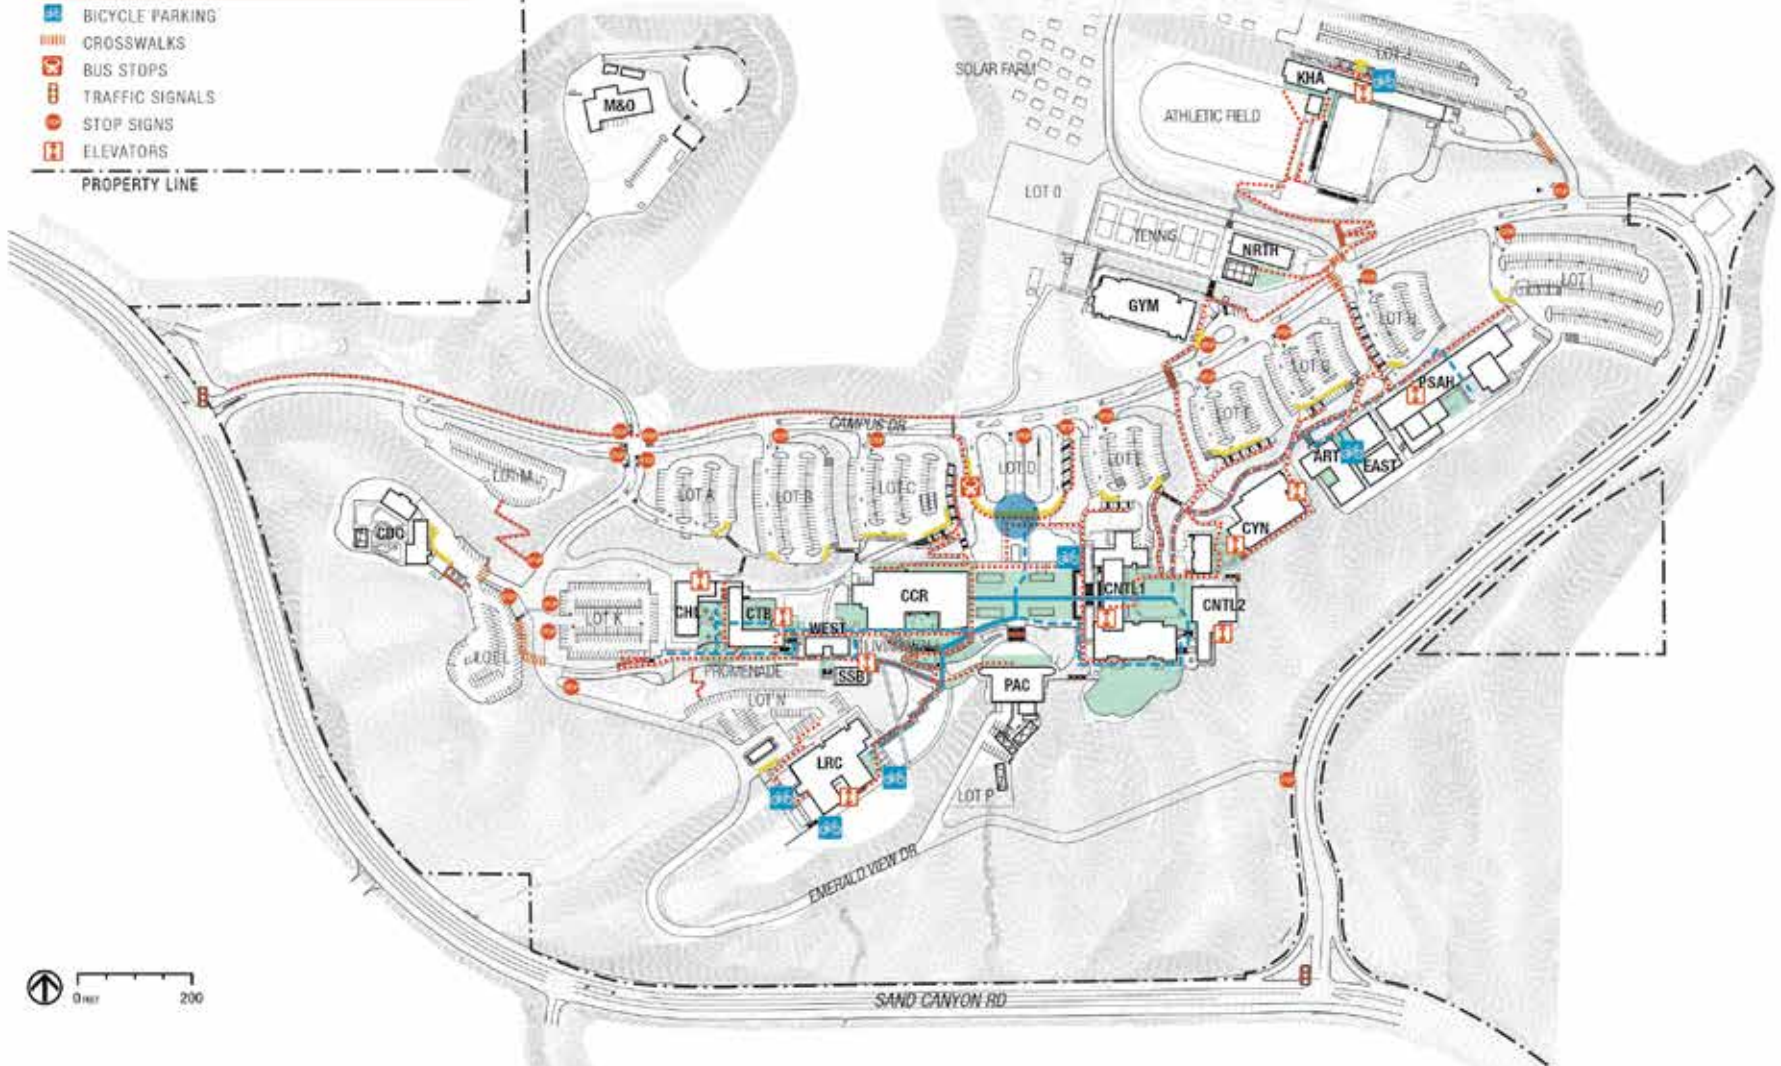 BICYCLE PARKING
CROSSWALKS
BUS STOPS
TRAFFIC SIGNALS
STOP SIGNS
ELEVATORS
PROPERTY LINE
M&O
SOLAR FARM
KHA
LOT J
ATHLETIC FIELD
LOT O
TENNIS
NRTH
GYM
LOT I
LOT H
LOT G
LOT F
PSAH
CAMPUS DR
LOT M
LOT A
LOT B
LOT C
LOT D
LOT E
ART
EAST
CDC
CYN
LOT K
CHL
CTB
WEST
CCR
CNTL1
CNTL2
LOT L
PROMENADE
SSB
PAC
LOT N
LRC
LOT P
EMERALD VIEW DR
SAND CANYON RD
0 FEET
200